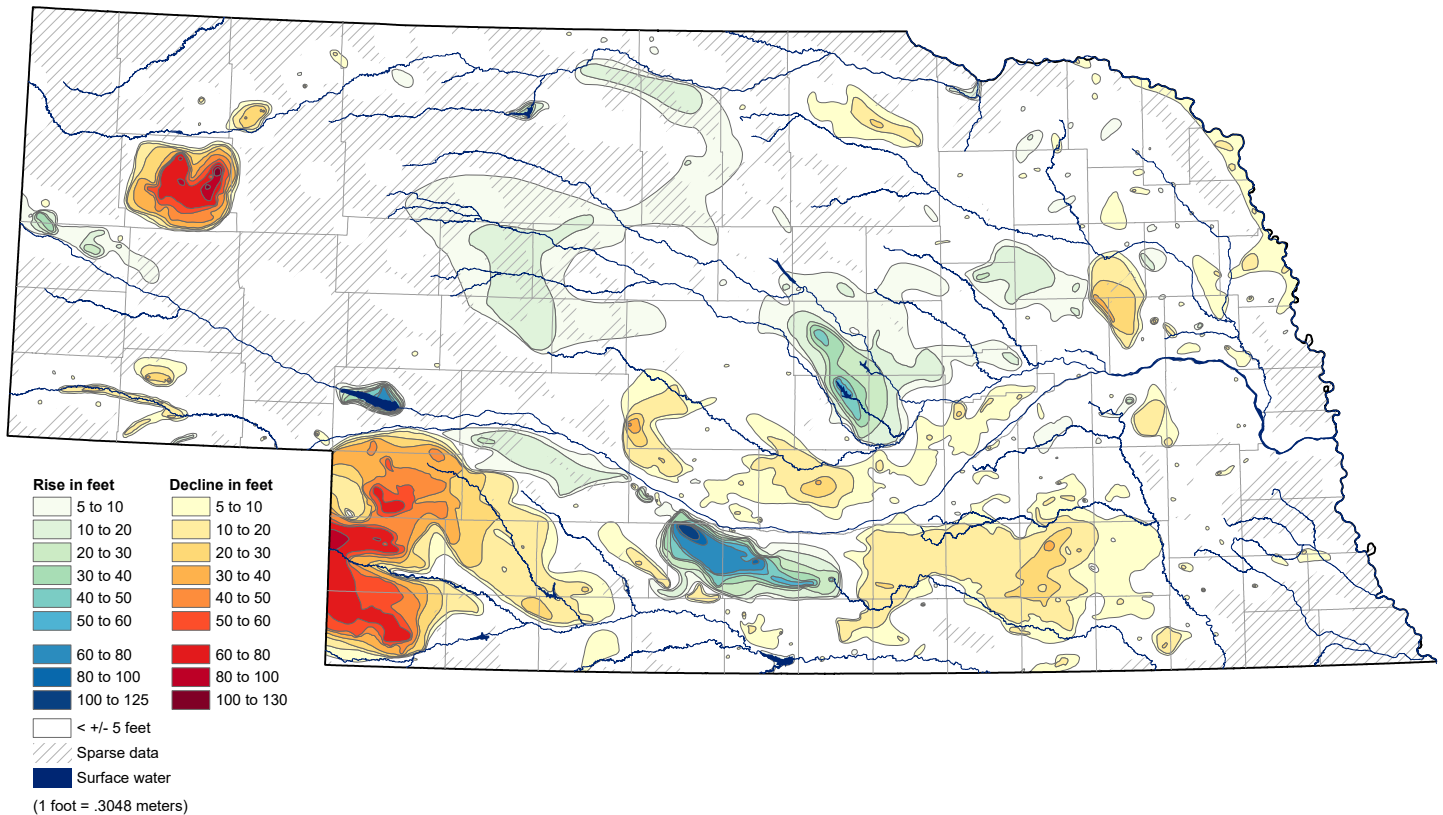 Rise in feet Decline in feet
5 to 10 5 to 10
10 to 20 10 to 20
20 to 30 20 to 30
30 to 40 30 to 40
40 to 50 40 to 50
50 to 60 50 to 60
60 to 80 60 to 80
80 to 100 80 to 100
100 to 125 100 to 130
< +/- 5 feet
Sparse data
Surface water
(1 foot = .3048 meters)